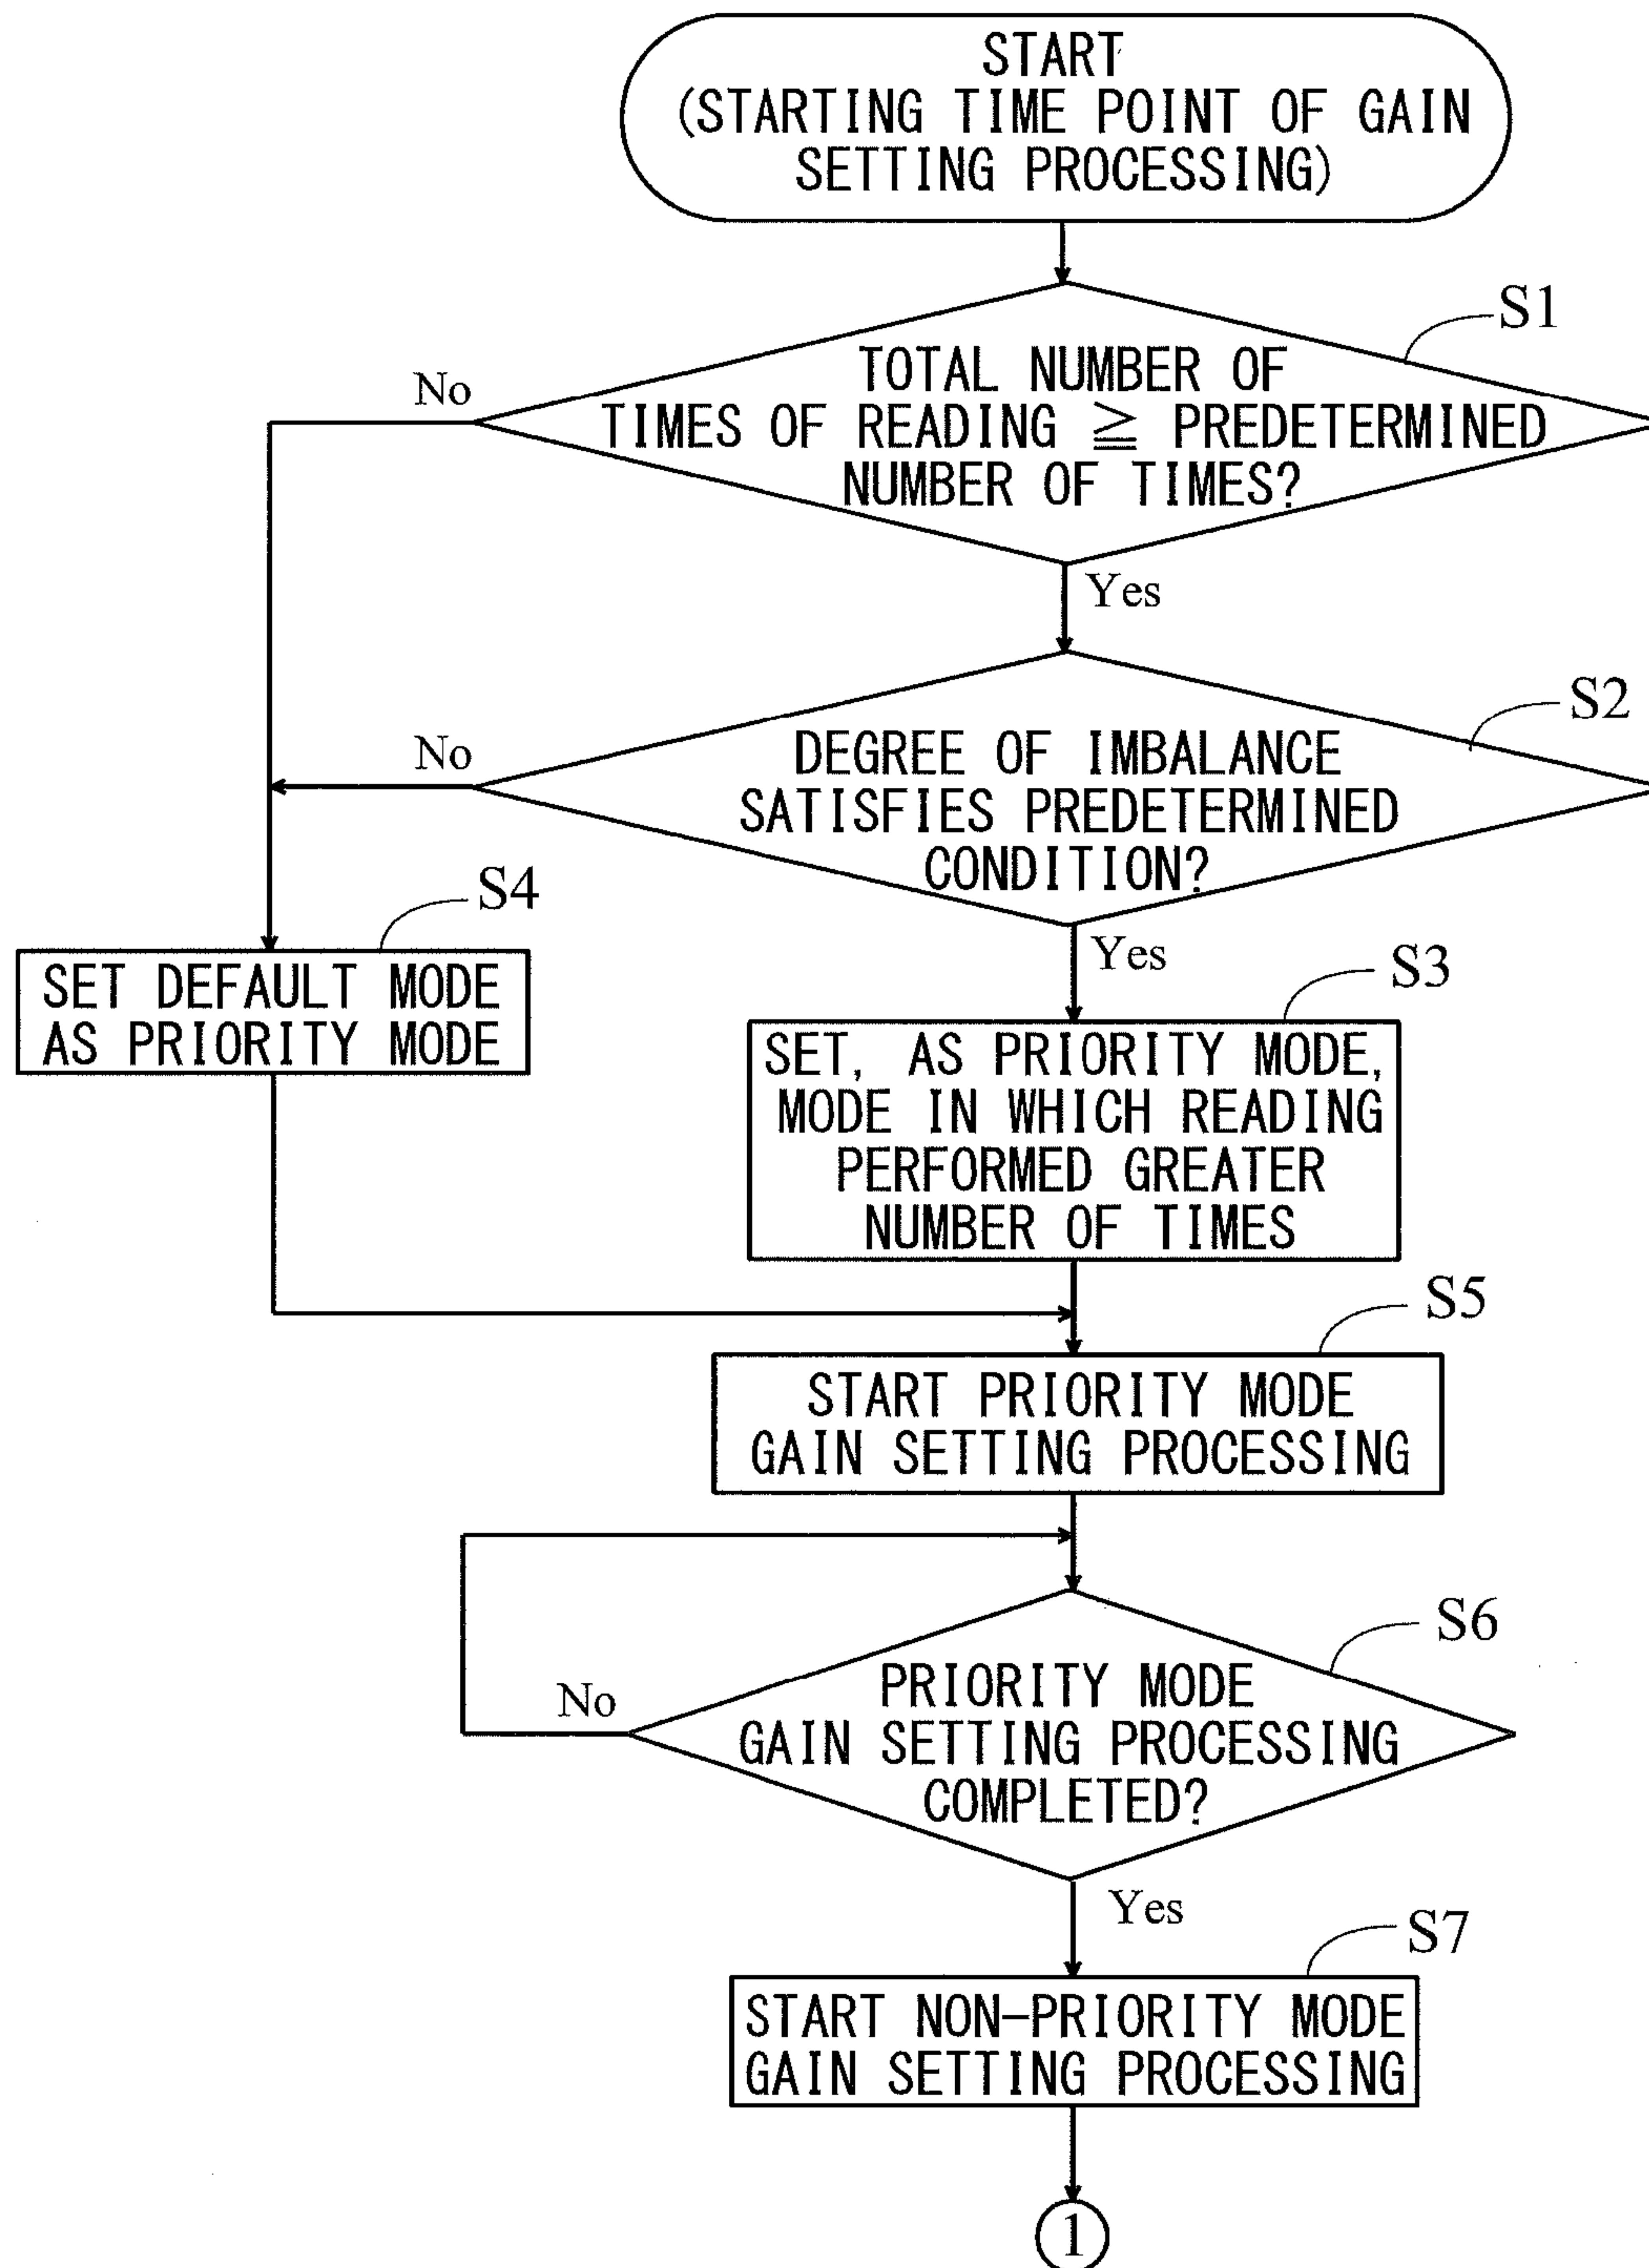 START
(STARTING TIME POINT OF GAIN
SETTING PROCESSING)
S1
TOTAL NUMBER OF
TIMES OF READING ≧ PREDETERMINED
NUMBER OF TIMES?
No
Yes
S2
DEGREE OF IMBALANCE
SATISFIES PREDETERMINED
CONDITION?
No
Yes
S4
SET DEFAULT MODE
AS PRIORITY MODE
S3
SET, AS PRIORITY MODE,
MODE IN WHICH READING
PERFORMED GREATER
NUMBER OF TIMES
S5
START PRIORITY MODE
GAIN SETTING PROCESSING
S6
PRIORITY MODE
GAIN SETTING PROCESSING
COMPLETED?
No
Yes
S7
START NON-PRIORITY MODE
GAIN SETTING PROCESSING
1